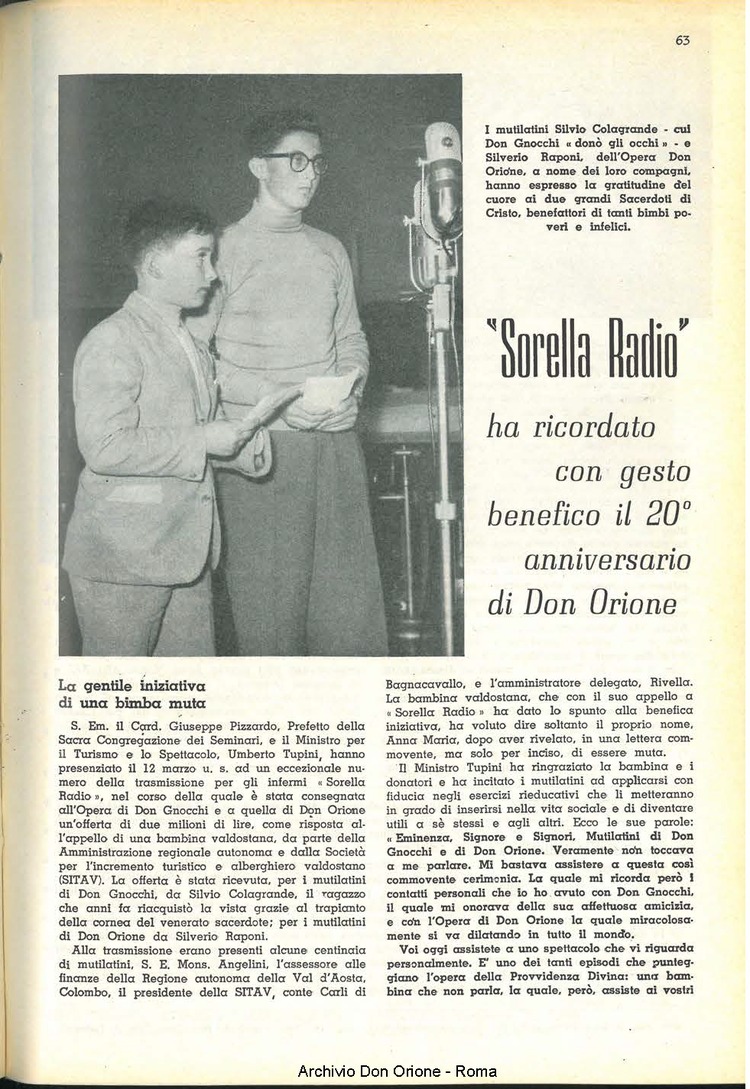 63
I mutilatini Silvio Colagrande - cui
Don Gnocchi « donò gli occhi » - e
Silverio Raponi, dell'Opera Don
Orione, a nome dei loro compagni,
hanno espresso la gratitudine del
cuore ai due grandi Sacerdoti di
Cristo, benefattori di tanti bimbi po-
veri e infelici.
"Sorella Radio"
ha ricordato
con gesto
benefico il 20°
anniversario
di Don Orione
La gentile iniziativa
di una bimba muta
S. Em. il Card. Giuseppe Pizzardo, Prefetto della
Sacra Congregazione dei Seminari, e il Ministro per
il Turismo e lo Spettacolo, Umberto Tupini, hanno
presenziato il 12 marzo u. s. ad un eccezionale nu-
mero della trasmissione per gli infermi « Sorella
Radio », nel corso della quale è stata consegnata
all'Opera di Don Gnocchi e a quella di Don Orione
un'offerta di due milioni di lire, come risposta al-
l'appello di una bambina valdostana, da parte della
Amministrazione regionale autonoma e dalla Società
per l'incremento turistico e alberghiero valdostano
(SITAV). La offerta è stata ricevuta, per i mutilatini
di Don Gnocchi, da Silvio Colagrande, il ragazzo
che anni fa riacquistò la vista grazie al trapianto
della cornea del venerato sacerdote; per i mutilatini
di Don Orione da Silverio Raponi.
Alla trasmissione erano presenti alcune centinaia
di mutilatini, S. E. Mons. Angelini, l'assessore alle
finanze della Regione autonoma della Val d'Aosta,
Colombo, il presidente della SITAV, conte Carli di
Bagnacavallo, e l'amministratore delegato, Rivella.
La bambina valdostana, che con il suo appello a
« Sorella Radio » ha dato lo spunto alla benefica
iniziativa, ha voluto dire soltanto il proprio nome,
Anna Maria, dopo aver rivelato, in una lettera com-
movente, ma solo per inciso, di essere muta.
Il Ministro Tupini ha ringraziato la bambina e i
donatori e ha incitato i mutilatini ad applicarsi con
fiducia negli esercizi rieducativi che li metteranno
in grado di inserirsi nella vita sociale e di diventare
utili a sè stessi e agli altri. Ecco le sue parole:
« Eminenza, Signore e Signori, Mutilatini di Don
Gnocchi e di Don Orione. Veramente non toccava
a me parlare. Mi bastava assistere a questa così
commovente cerimonia. La quale mi ricorda però i
contatti personali che io ho avuto con Don Gnocchi,
il quale mi onorava della sua affettuosa amicizia,
e con l'Opera di Don Orione la quale miracolosa-
mente si va dilatando in tutto il mondo.
Voi oggi assistete a uno spettacolo che vi riguarda
personalmente. E' uno dei tanti episodi che punteg-
giano l'opera della Provvidenza Divina: una bam-
bina che non parla, la quale, però, assiste ai vostri
Archivio Don Orione - Roma